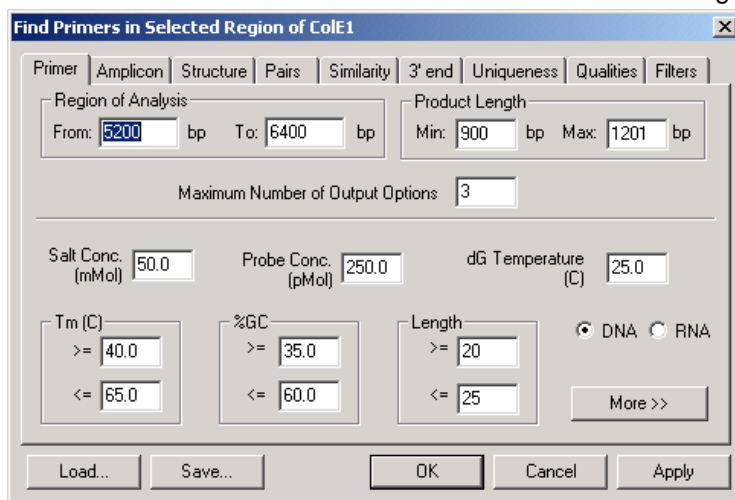 Find Primers in Selected Region of ColE1
Primer Amplicon Structure Pairs Similarity 3' end Uniqueness Qualities Filters
Region of Analysis Product Length
From: 5200 bp To: 6400 bp Min: 900 bp Max: 1201 bp
Maximum Number of Output Options 3
Salt Conc. (mMol) 50.0 Probe Conc. (pMol) 250.0 dG Temperature (C) 25.0
Tm (C) %GC Length DNA RNA
>= 40.0 >= 35.0 >= 20
<= 65.0 <= 60.0 <= 25 More >>
Load... Save... OK Cancel Apply